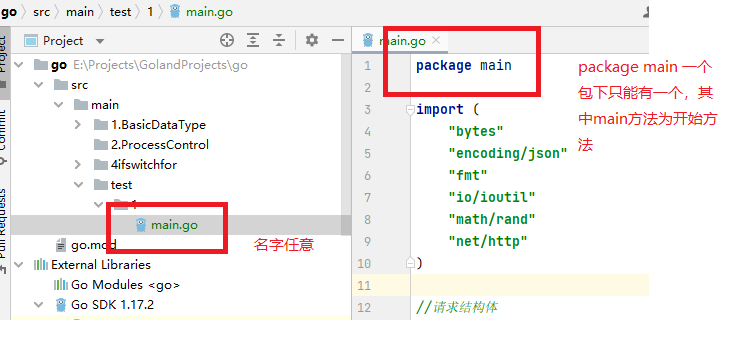 go › src › main › test › 1 › main.go
Project
main.go
Project
go E:\Projects\GolandProjects\go
src
main
1.BasicDataType
2.ProcessControl
4ifswitchfor
test
1
main.go
名字任意
go.mod
External Libraries
Go Modules <go>
Go SDK 1.17.2
Commit
Pull Requests
1 package main
2
3 import (
4 "bytes"
5 "encoding/json"
6 "fmt"
7 "io/ioutil"
8 "math/rand"
9 "net/http"
10 )
11
12 //请求结构体
package main 一个
包下只能有一个，其
中main方法为开始方
法